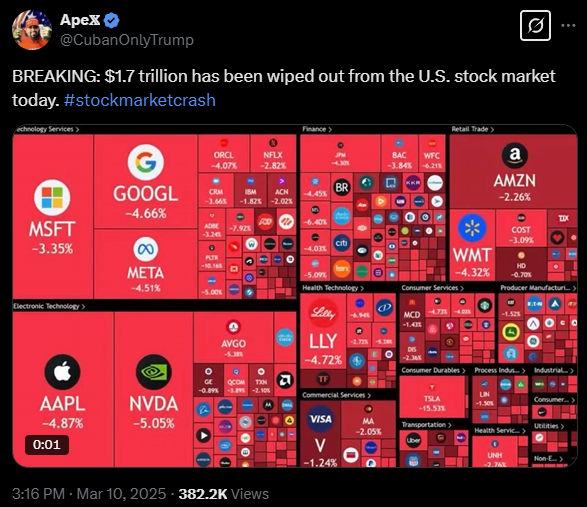 ApeX
@CubanOnlyTrump
BREAKING: $1.7 trillion has been wiped out from the U.S. stock market
today. #stockmarketcrash
echnology Services >
GOOGL
-4.66%
MSFT
-3.35%
META
-4.51%
ORCL
-4.07%
NFLX
-2.82%
CRM
-3.66%
IBM
-1.82%
ACN
-2.02%
ADBE
-3.24%
-7.92%
PLTR
-10.16%
-5.00%
Finance >
JPM
-4.30%
BAC
-3.84%
WFC
-6.21%
-4.45%
BR
-6.40%
-4.03%
citi
-5.09%
Retail Trade >
a
AMZN
-2.26%
WMT
-4.32%
COST
-3.09%
TJX
HD
-0.70%
Electronic Technology >
AAPL
-4.87%
NVDA
-5.05%
AVGO
-5.38%
GE
-0.89%
QCOM
-3.89%
TXN
-2.10%
Health Technology >
Lilly
LLY
-4.72%
-6.94%
-2.72%
-5.28%
TF
Consumer Services >
MCD
-1.43%
-4.73%
-4.03%
DIS
-2.36%
Producer Manufacturi... >
-1.52%
Commercial Services >
VISA
V
-1.24%
MA
-2.05%
Consumer Durables >
TSLA
-15.53%
Process Indus... >
LIN
-1.50%
Industrial...
Consumer... >
Transportation >
Health Servic... >
UNH
-2.76%
Utilities >
Non-E... >
0:01
3:16 PM · Mar 10, 2025 · 382.2K Views